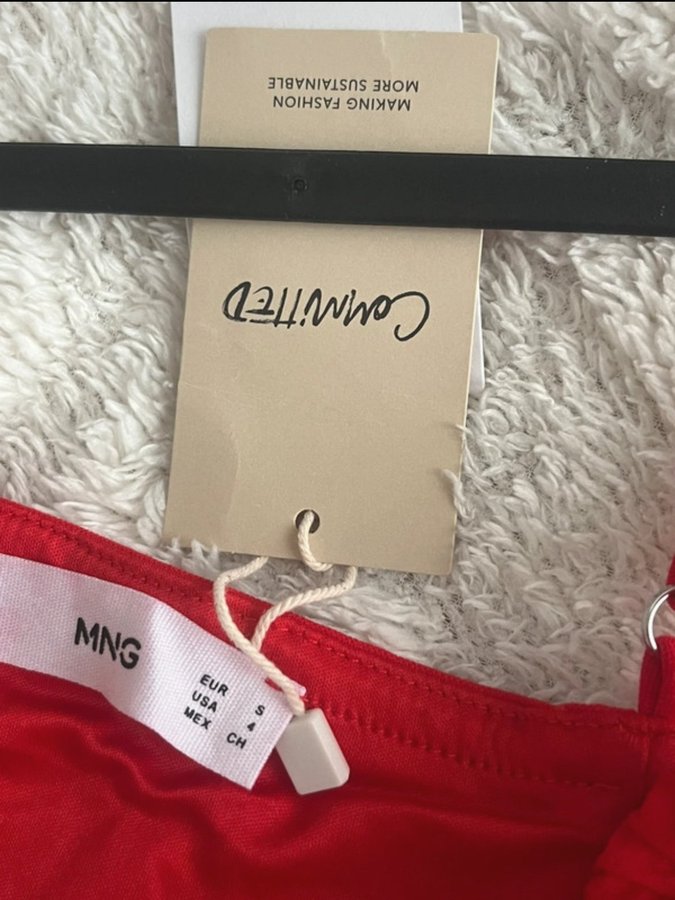 MAKING FASHION
MORE SUSTAINABLE
COMMITTED
MNG
EUR S
USA 4
MEX CH